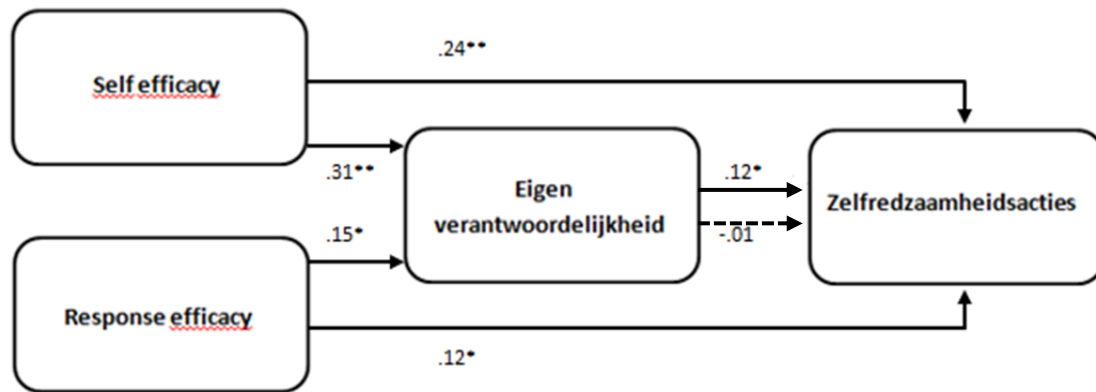 .24**
Self efficacy
.31**
Eigen
verantwoordelijkheid
.12*
-.01
Zelfredzaamheidsacties
.15*
Response efficacy
.12*